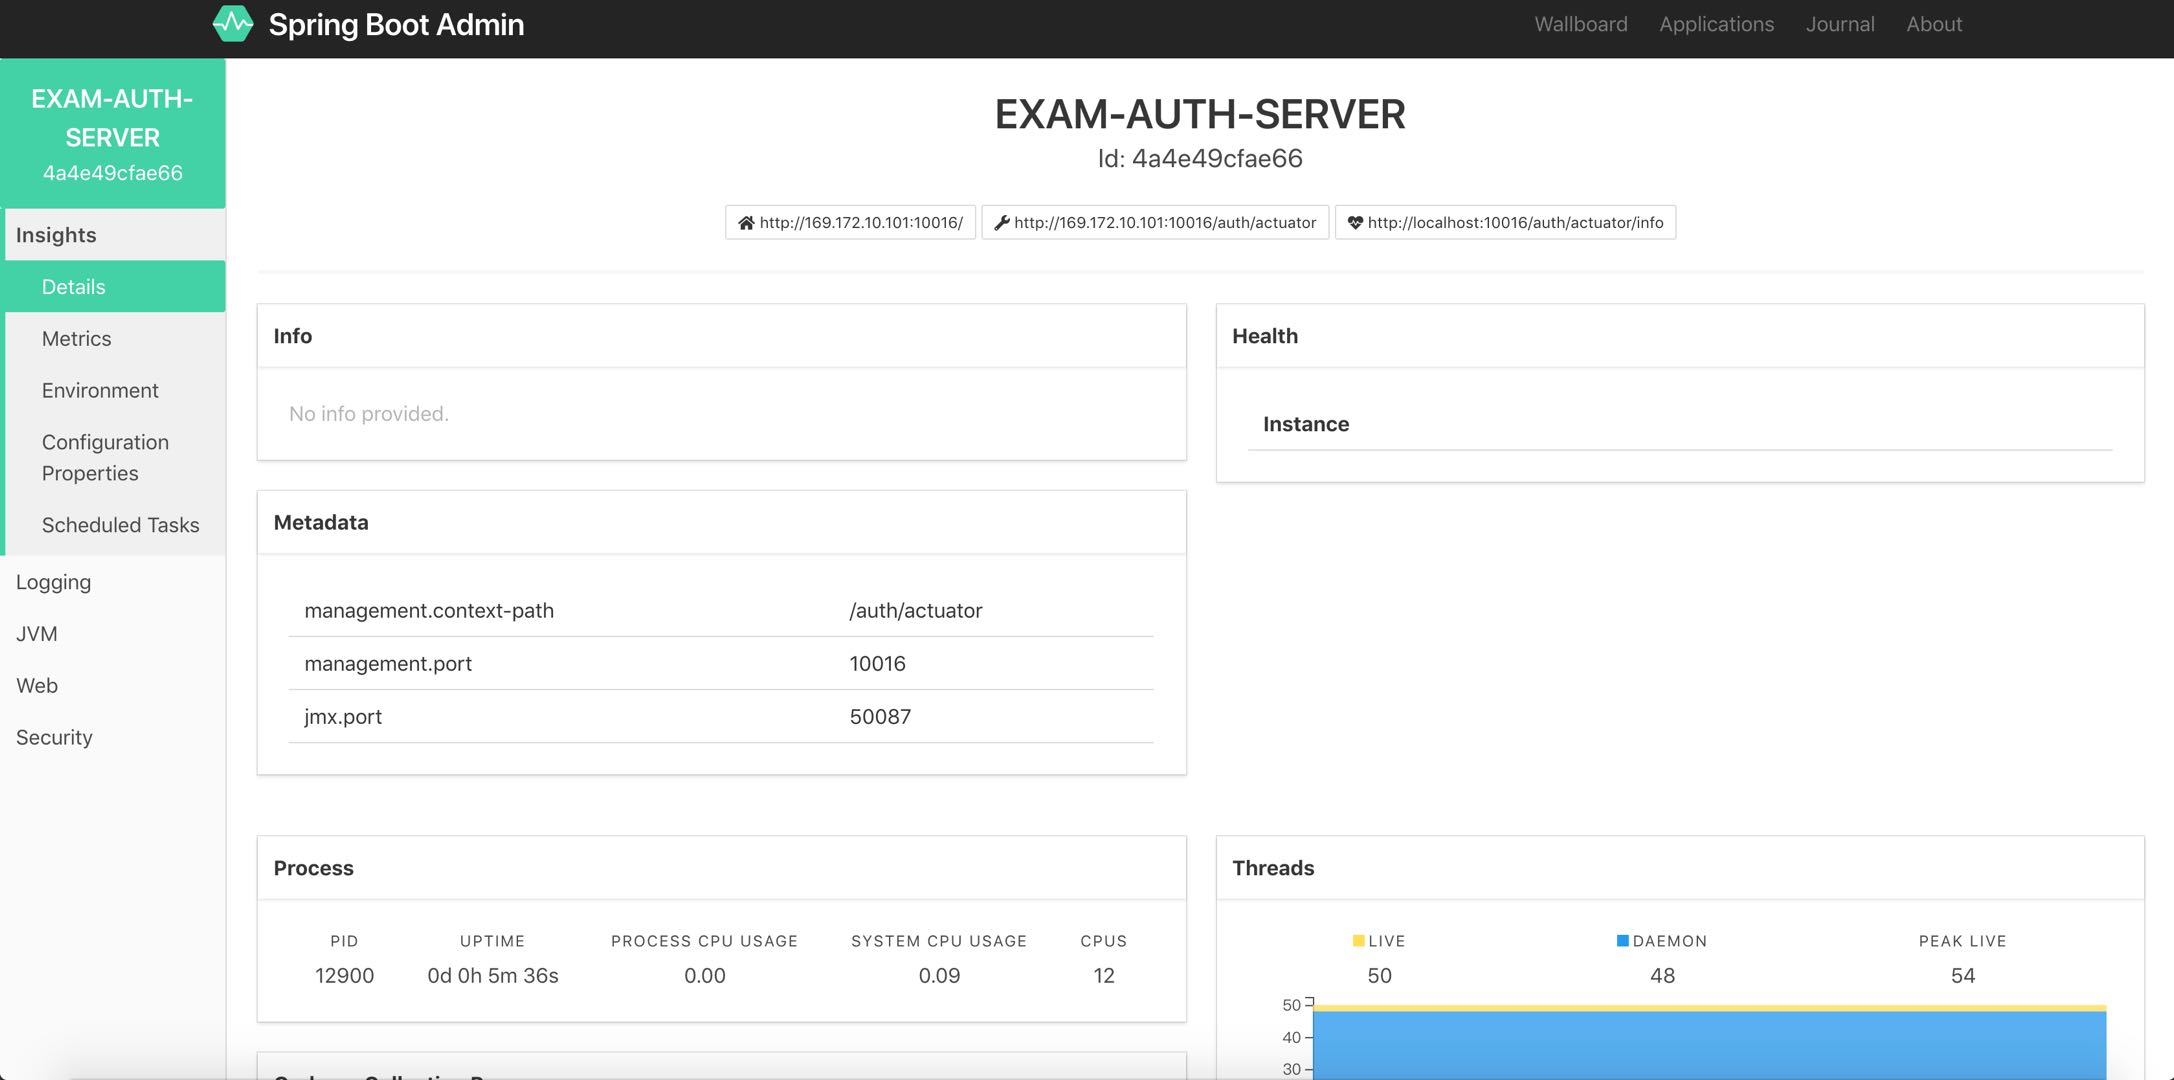 Spring Boot Admin
Wallboard
Applications
Journal
About
EXAM-AUTH-
SERVER
4a4e49cfae66
Insights
Details
Metrics
Environment
Configuration
Properties
Scheduled Tasks
Logging
JVM
Web
Security
EXAM-AUTH-SERVER
Id: 4a4e49cfae66
http://169.172.10.101:10016/
http://169.172.10.101:10016/auth/actuator
http://localhost:10016/auth/actuator/info
Info
No info provided.
Health
Instance
Metadata
management.context-path /auth/actuator
management.port 10016
jmx.port 50087
Process
PID UPTIME PROCESS CPU USAGE SYSTEM CPU USAGE CPUS
12900 0d 0h 5m 36s 0.00 0.09 12
Threads
LIVE DAEMON PEAK LIVE
50 48 54
50
40
30